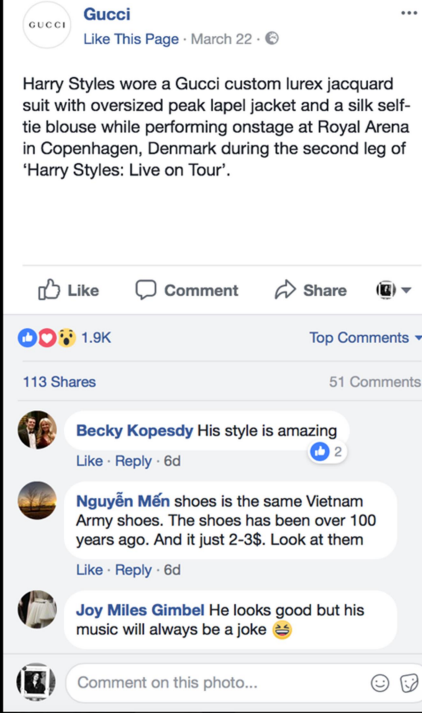 GUCCI
Gucci
Like This Page · March 22 ·
Harry Styles wore a Gucci custom lurex jacquard
suit with oversized peak lapel jacket and a silk self-
tie blouse while performing onstage at Royal Arena
in Copenhagen, Denmark during the second leg of
‘Harry Styles: Live on Tour’.
Like Comment Share
1.9K Top Comments
113 Shares 51 Comments
Becky Kopesdy His style is amazing
2
Like · Reply · 6d
Nguyễn Mến shoes is the same Vietnam
Army shoes. The shoes has been over 100
years ago. And it just 2-3$. Look at them
Like · Reply · 6d
Joy Miles Gimbel He looks good but his
music will always be a joke 😆
Comment on this photo...